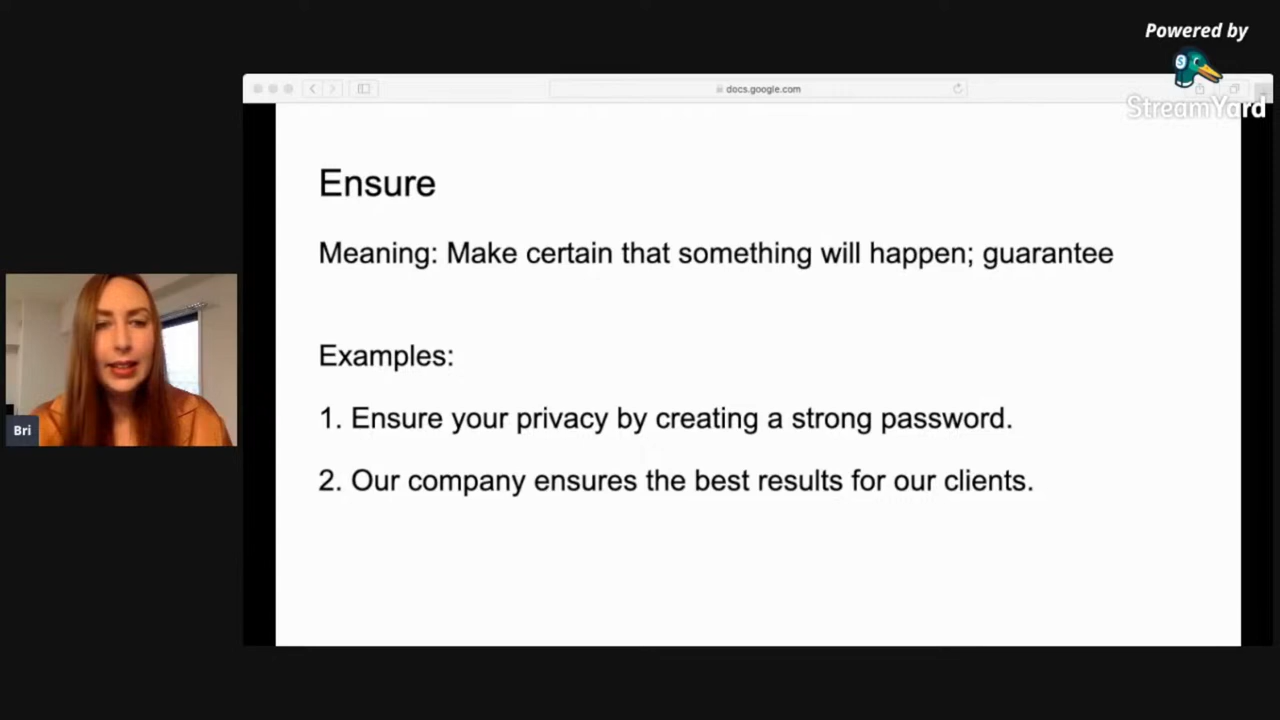 Powered by
StreamYard
docs.google.com
Ensure
Meaning: Make certain that something will happen; guarantee
Examples:
1. Ensure your privacy by creating a strong password.
2. Our company ensures the best results for our clients.
Bri